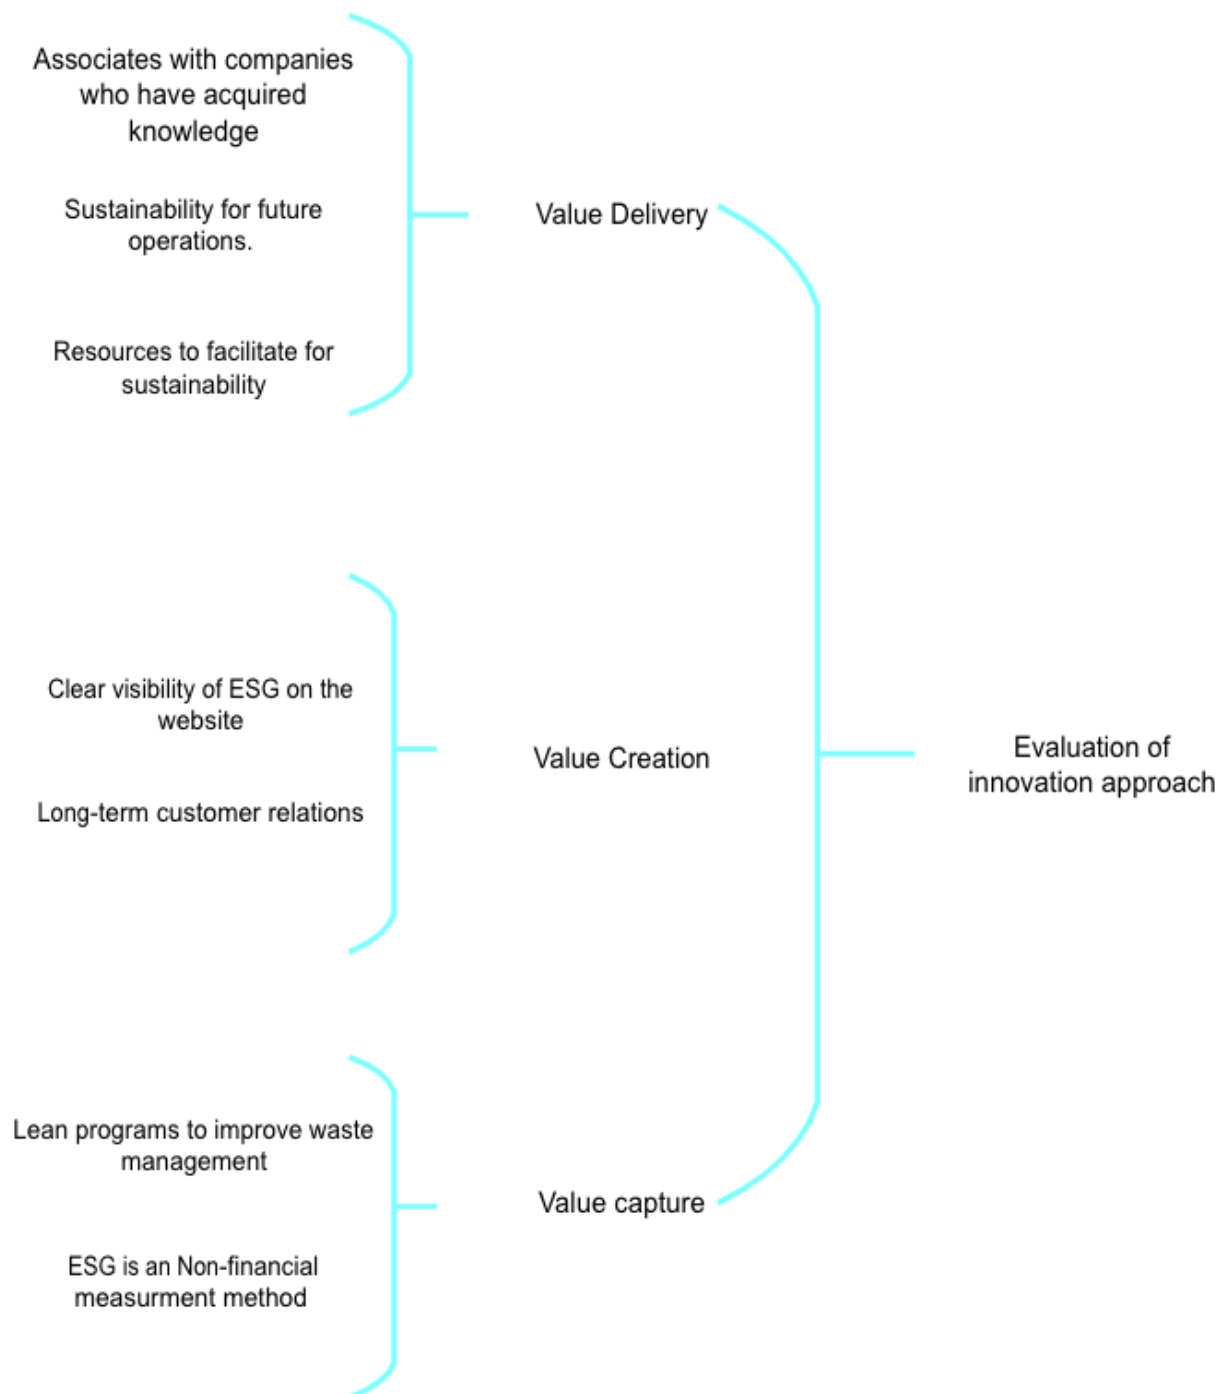 Associates with companies
who have acquired
knowledge
Sustainability for future
operations.
Resources to facilitate for
sustainability
Value Delivery
Clear visibility of ESG on the
website
Long-term customer relations
Value Creation
Evaluation of
innovation approach
Lean programs to improve waste
management
ESG is an Non-financial
measurment method
Value capture